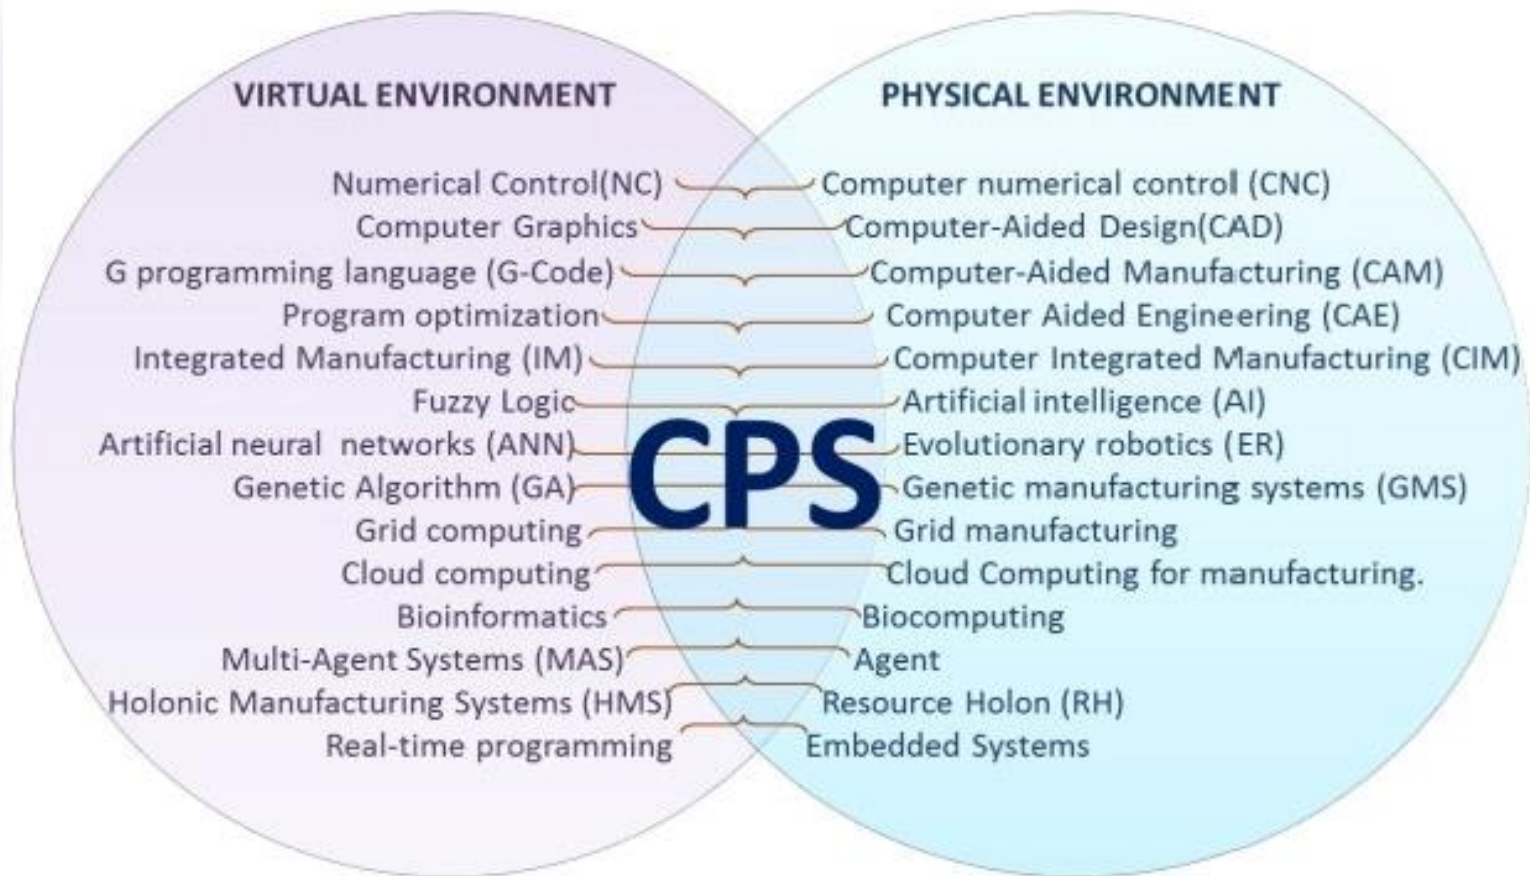 VIRTUAL ENVIRONMENT PHYSICAL ENVIRONMENT
Numerical Control(NC) Computer numerical control (CNC)
Computer Graphics Computer-Aided Design(CAD)
G programming language (G-Code) Computer-Aided Manufacturing (CAM)
Program optimization Computer Aided Engineering (CAE)
Integrated Manufacturing (IM) Computer Integrated Manufacturing (CIM)
Fuzzy Logic Artificial intelligence (AI)
Artificial neural networks (ANN) Evolutionary robotics (ER)
CPS
Genetic Algorithm (GA) Genetic manufacturing systems (GMS)
Grid computing Grid manufacturing
Cloud computing Cloud Computing for manufacturing.
Bioinformatics Biocomputing
Multi-Agent Systems (MAS) Agent
Holonic Manufacturing Systems (HMS) Resource Holon (RH)
Real-time programming Embedded Systems